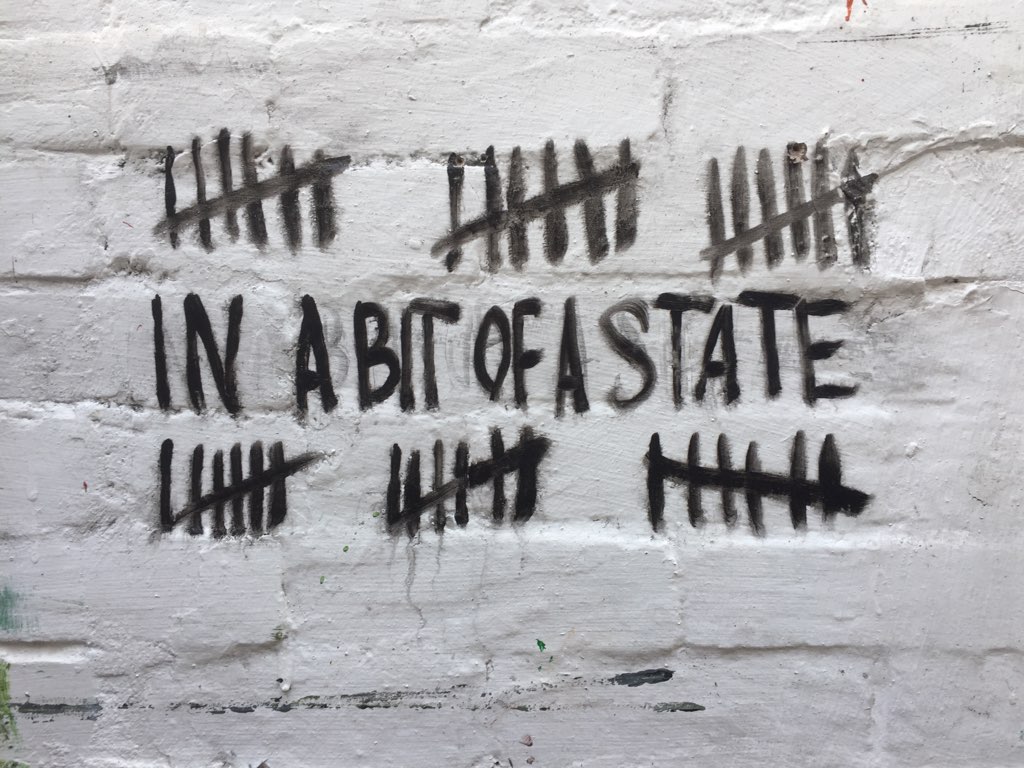 IN A BIT OF A STATE